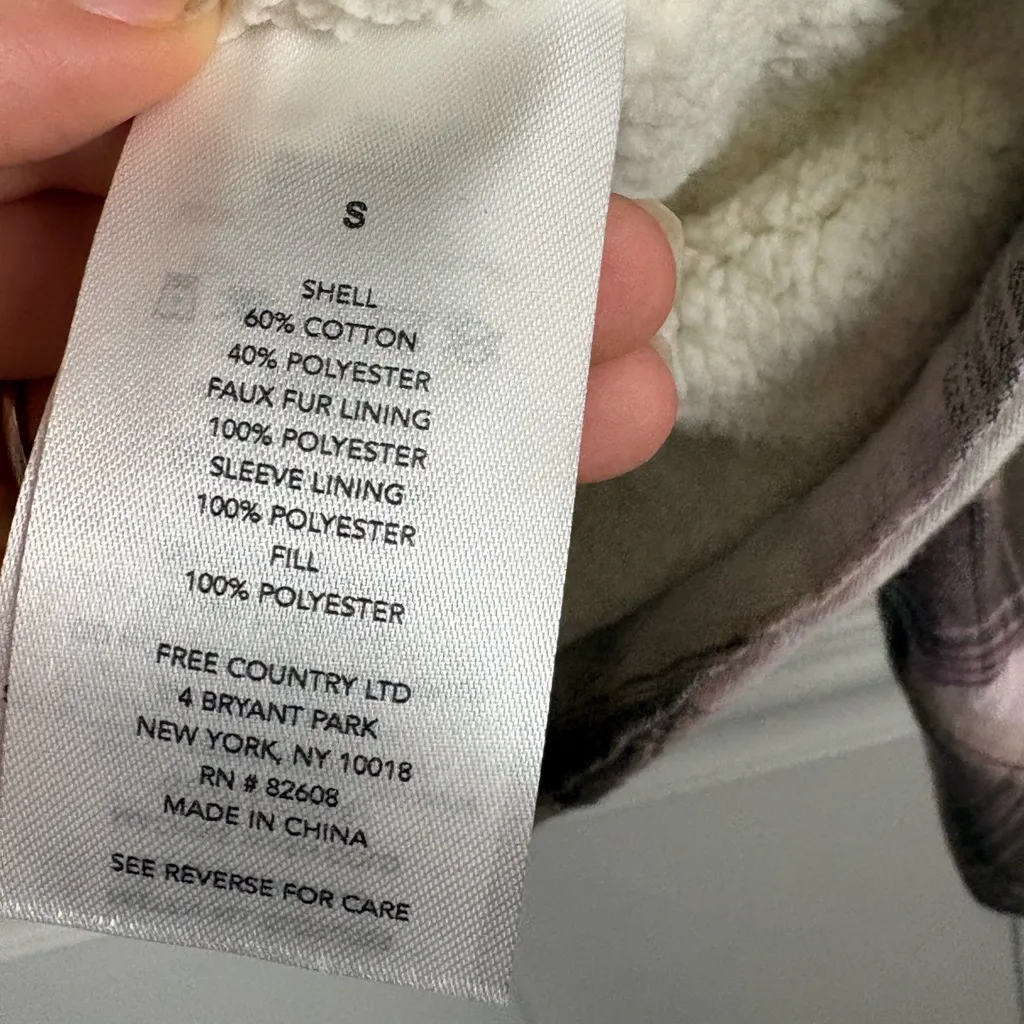 S
SHELL
60% COTTON
40% POLYESTER
FAUX FUR LINING
100% POLYESTER
SLEEVE LINING
100% POLYESTER
FILL
100% POLYESTER
FREE COUNTRY LTD
4 BRYANT PARK
NEW YORK, NY 10018
RN # 82608
MADE IN CHINA
SEE REVERSE FOR CARE